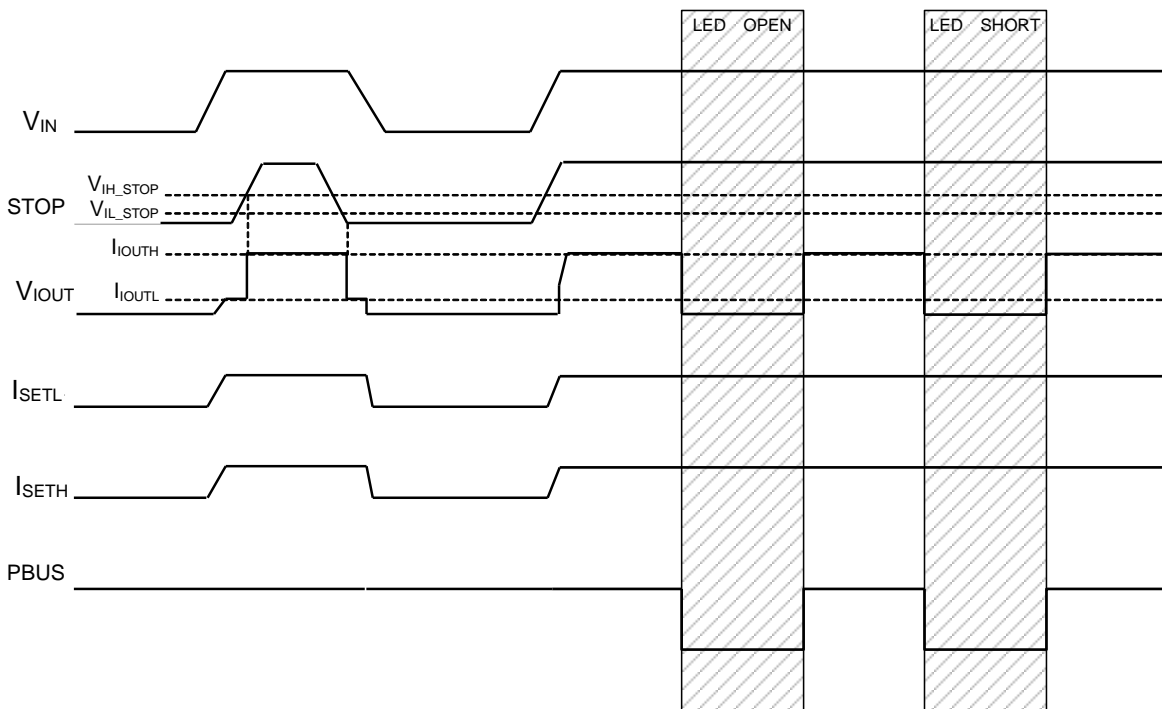 LED OPEN
LED SHORT
VIN
VIH_STOP
STOP
VIL_STOP
IIOUTH
VIOUT
IIOUTL
ISETL
ISETH
PBUS